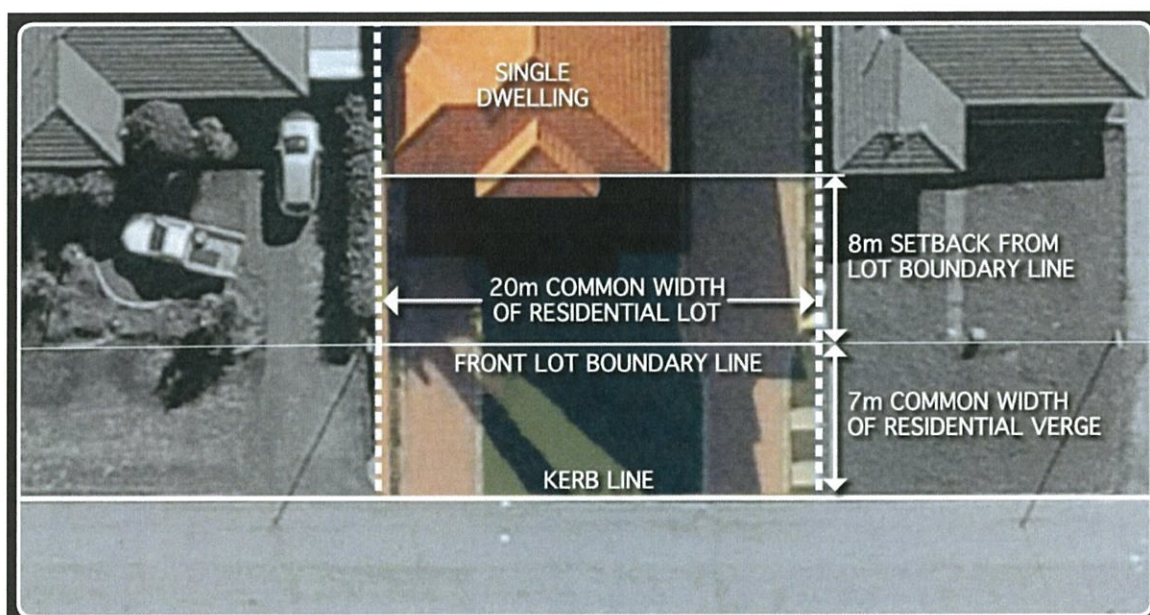 SINGLE
DWELLING
8m SETBACK FROM
LOT BOUNDARY LINE
20m COMMON WIDTH
OF RESIDENTIAL LOT
FRONT LOT BOUNDARY LINE
7m COMMON WIDTH
OF RESIDENTIAL VERGE
KERB LINE